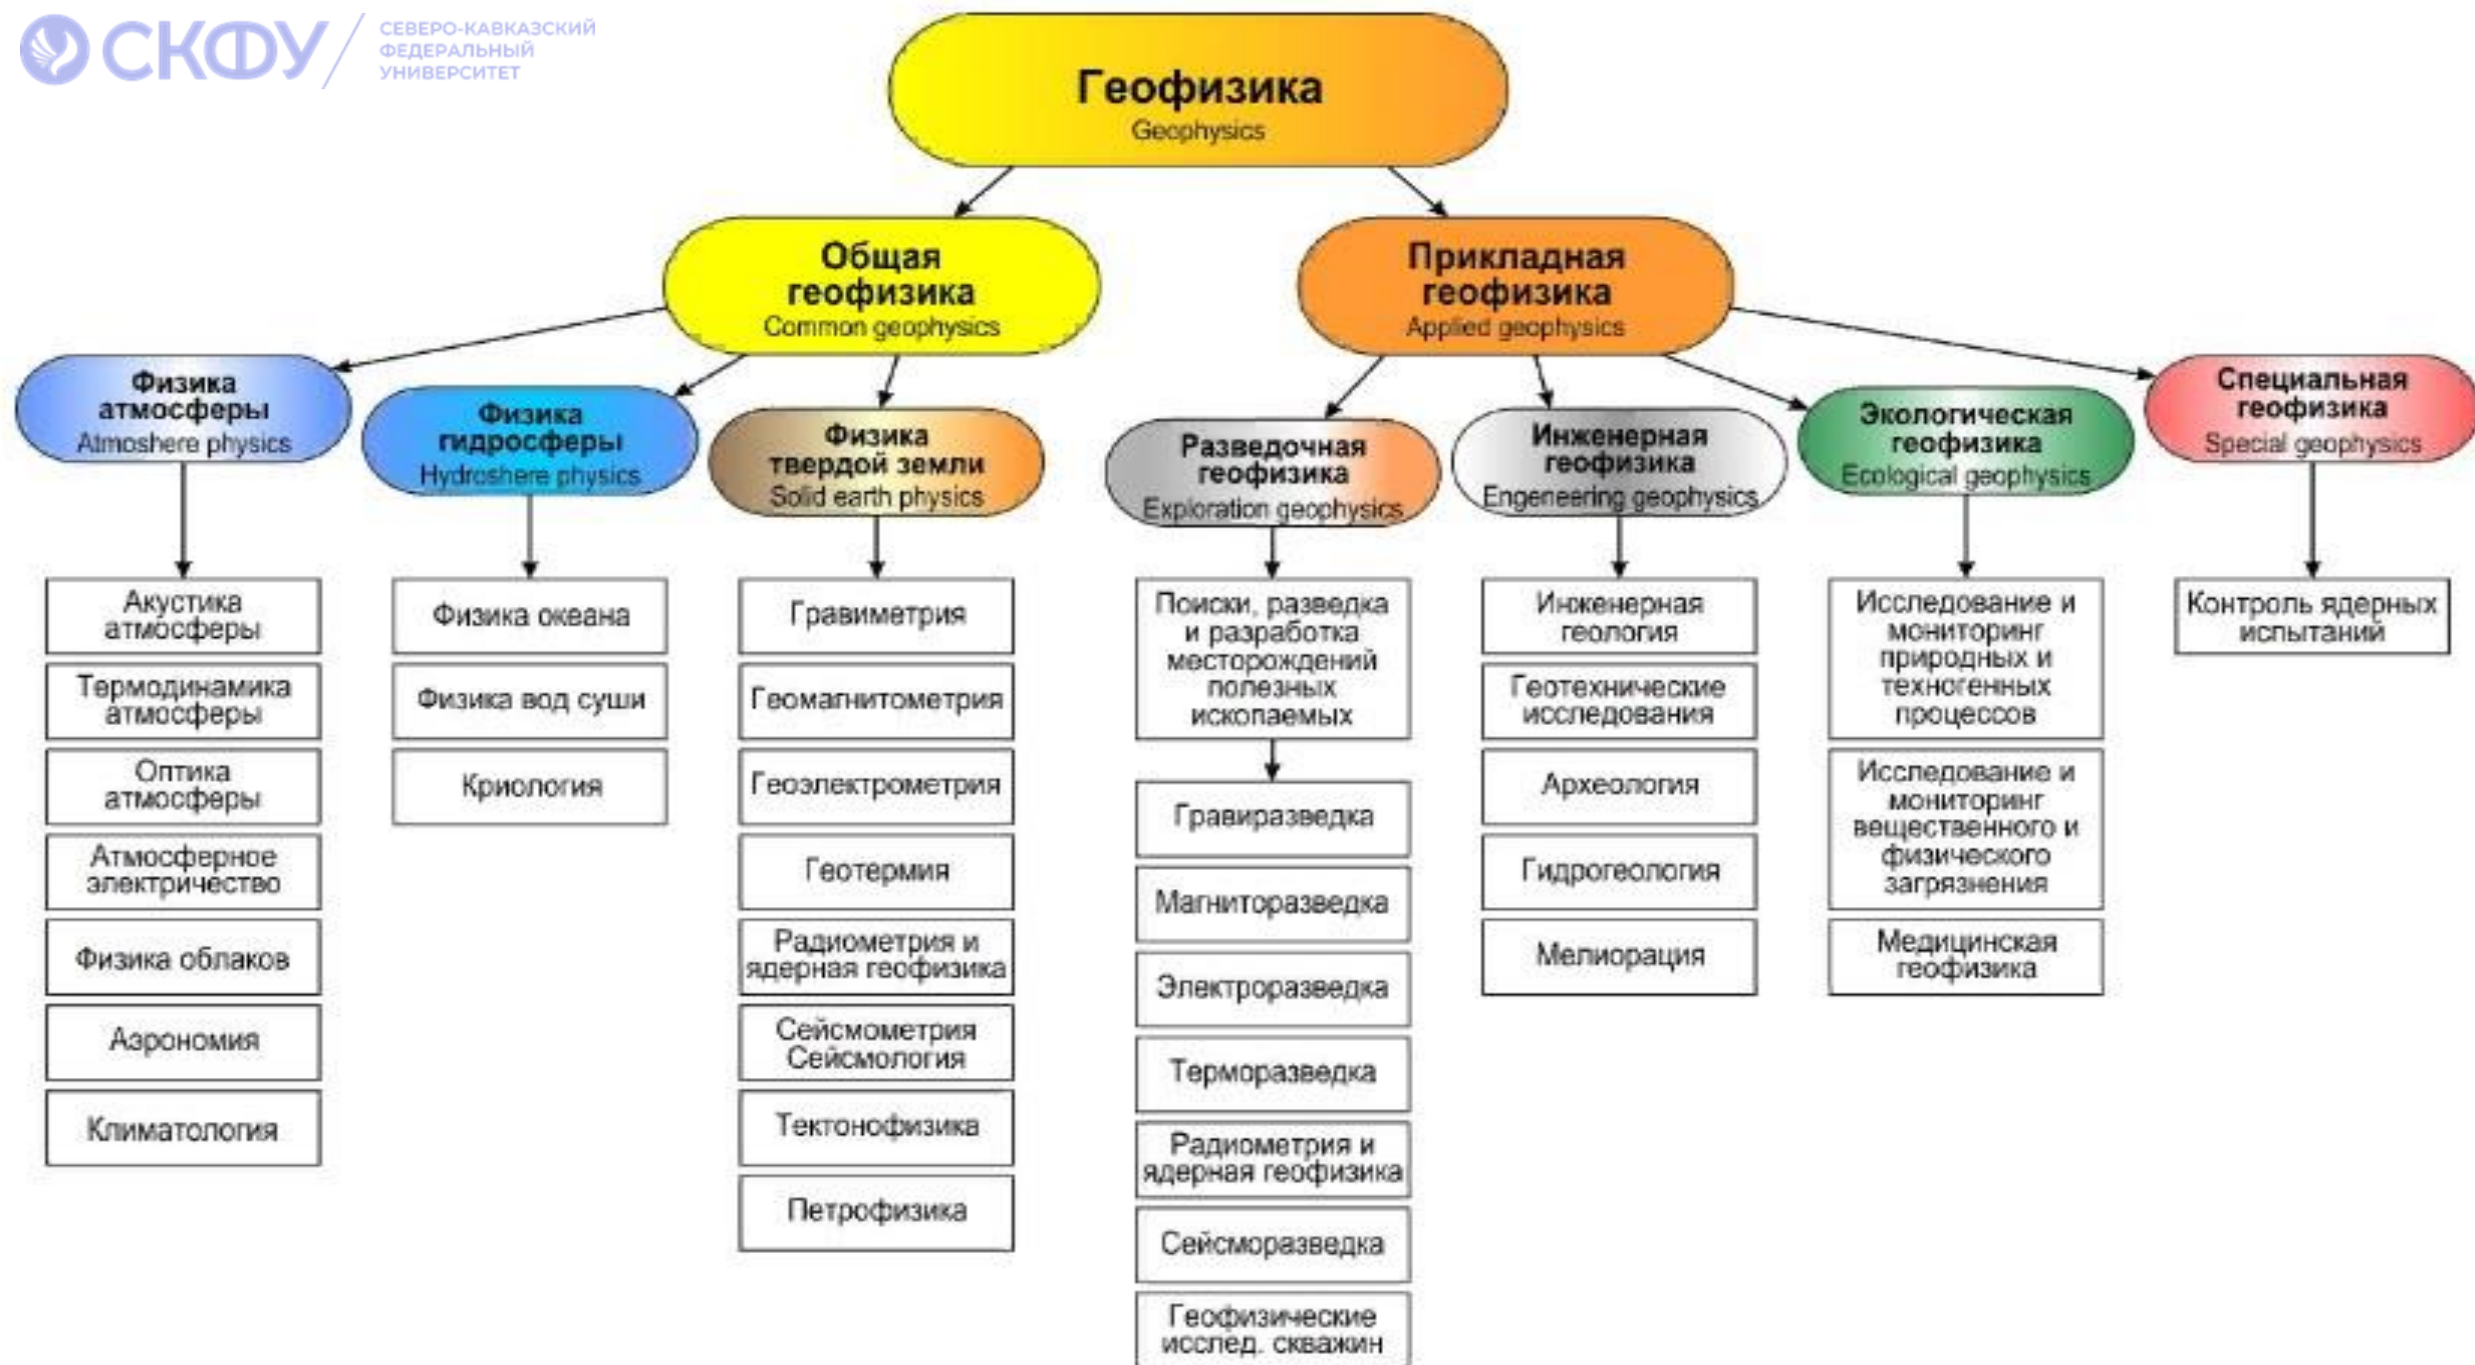 СКФУ
СЕВЕРО-КАВКАЗСКИЙ
ФЕДЕРАЛЬНЫЙ
УНИВЕРСИТЕТ
Геофизика
Geophysics
Общая
геофизика
Common geophysics
Прикладная
геофизика
Applied geophysics
Физика
атмосферы
Atmoshere physics
Физика
гидросферы
Hydroshere physics
Физика
твердой земли
Solid earth physics
Разведочная
геофизика
Exploration geophysics
Инженерная
геофизика
Engeneering geophysics
Экологическая
геофизика
Ecological geophysics
Специальная
геофизика
Special geophysics
Акустика
атмосферы
Термодинамика
атмосферы
Оптика
атмосферы
Атмосферное
электричество
Физика облаков
Аэрономия
Климатология
Физика океана
Физика вод суши
Криология
Гравиметрия
Геомагнитометрия
Геоэлектрометрия
Геотермия
Радиометрия и
ядерная геофизика
Сейсмометрия
Сейсмология
Тектонофизика
Петрофизика
Поиски, разведка
и разработка
месторождений
полезных
ископаемых
Гравиразведка
Магниторазведка
Электроразведка
Терморазведка
Радиометрия и
ядерная геофизика
Сейсморазведка
Геофизические
исслед. скважин
Инженерная
геология
Геотехнические
исследования
Археология
Гидрогеология
Мелиорация
Исследование и
мониторинг
природных и
техногенных
процессов
Исследование и
мониторинг
вещественного и
физического
загрязнения
Медицинская
геофизика
Контроль ядерных
испытаний